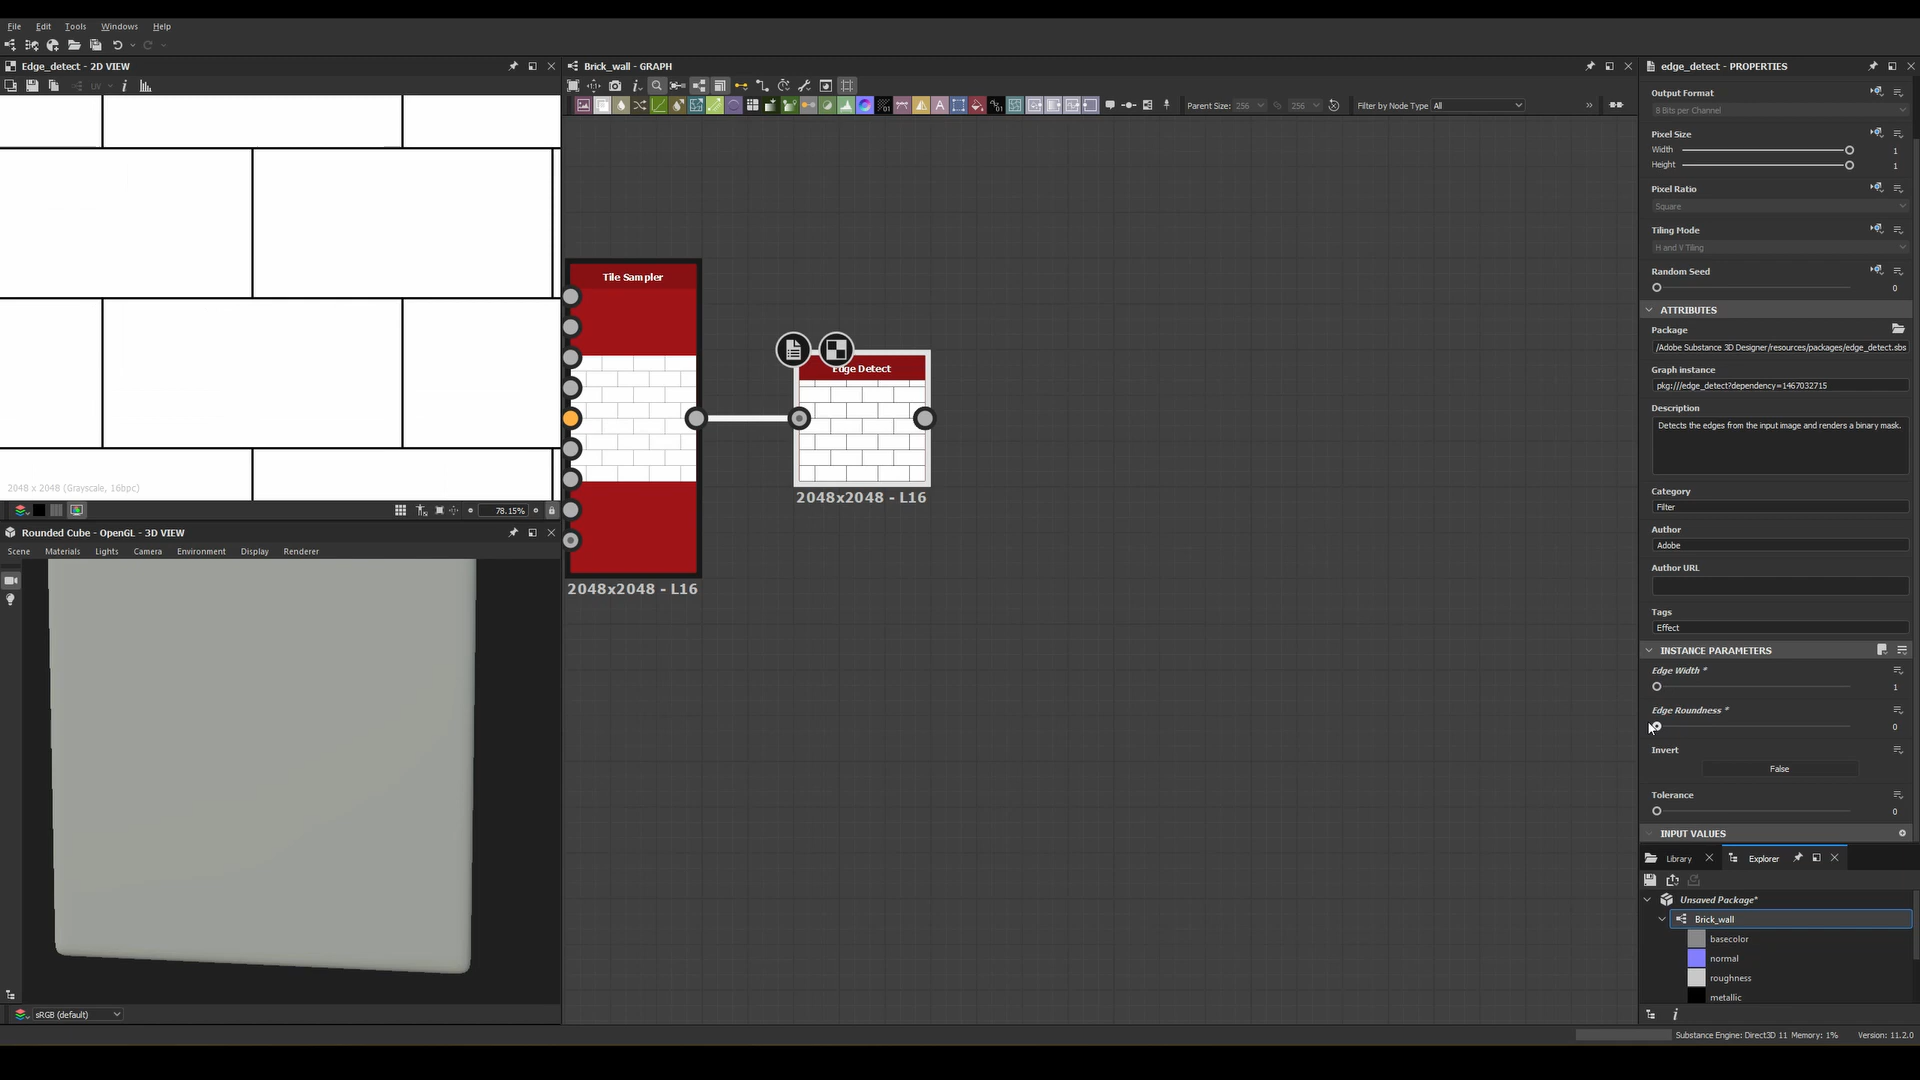 File Edit Tools Windows Help
Edge_detect - 2D VIEW
UV
2048 x 2048 (Grayscale, 16bpc)
78.15%
Rounded Cube - OpenGL - 3D VIEW
Scene Materials Lights Camera Environment Display Renderer
sRGB (default)
Brick_wall - GRAPH
Parent Size: 256 256 Filter by Node Type All
Tile Sampler
2048x2048 - L16
Edge Detect
2048x2048 - L16
edge_detect - PROPERTIES
Output Format
8 Bits per Channel
Pixel Size
Width 1
Height 1
Pixel Ratio
Square
Tiling Mode
H and V Tiling
Random Seed
0
ATTRIBUTES
Package
/Adobe Substance 3D Designer/resources/packages/edge_detect.sbs
Graph instance
pkg:///edge_detect?dependency=1467032715
Description
Detects the edges from the input image and renders a binary mask.
Category
Filter
Author
Adobe
Author URL
Tags
Effect
INSTANCE PARAMETERS
Edge Width *
1
Edge Roundness *
0
Invert
False
Tolerance
0
INPUT VALUES
Library Explorer
Unsaved Package*
Brick_wall
basecolor
normal
roughness
metallic
Substance Engine: Direct3D 11 Memory: 1% Version: 11.2.0